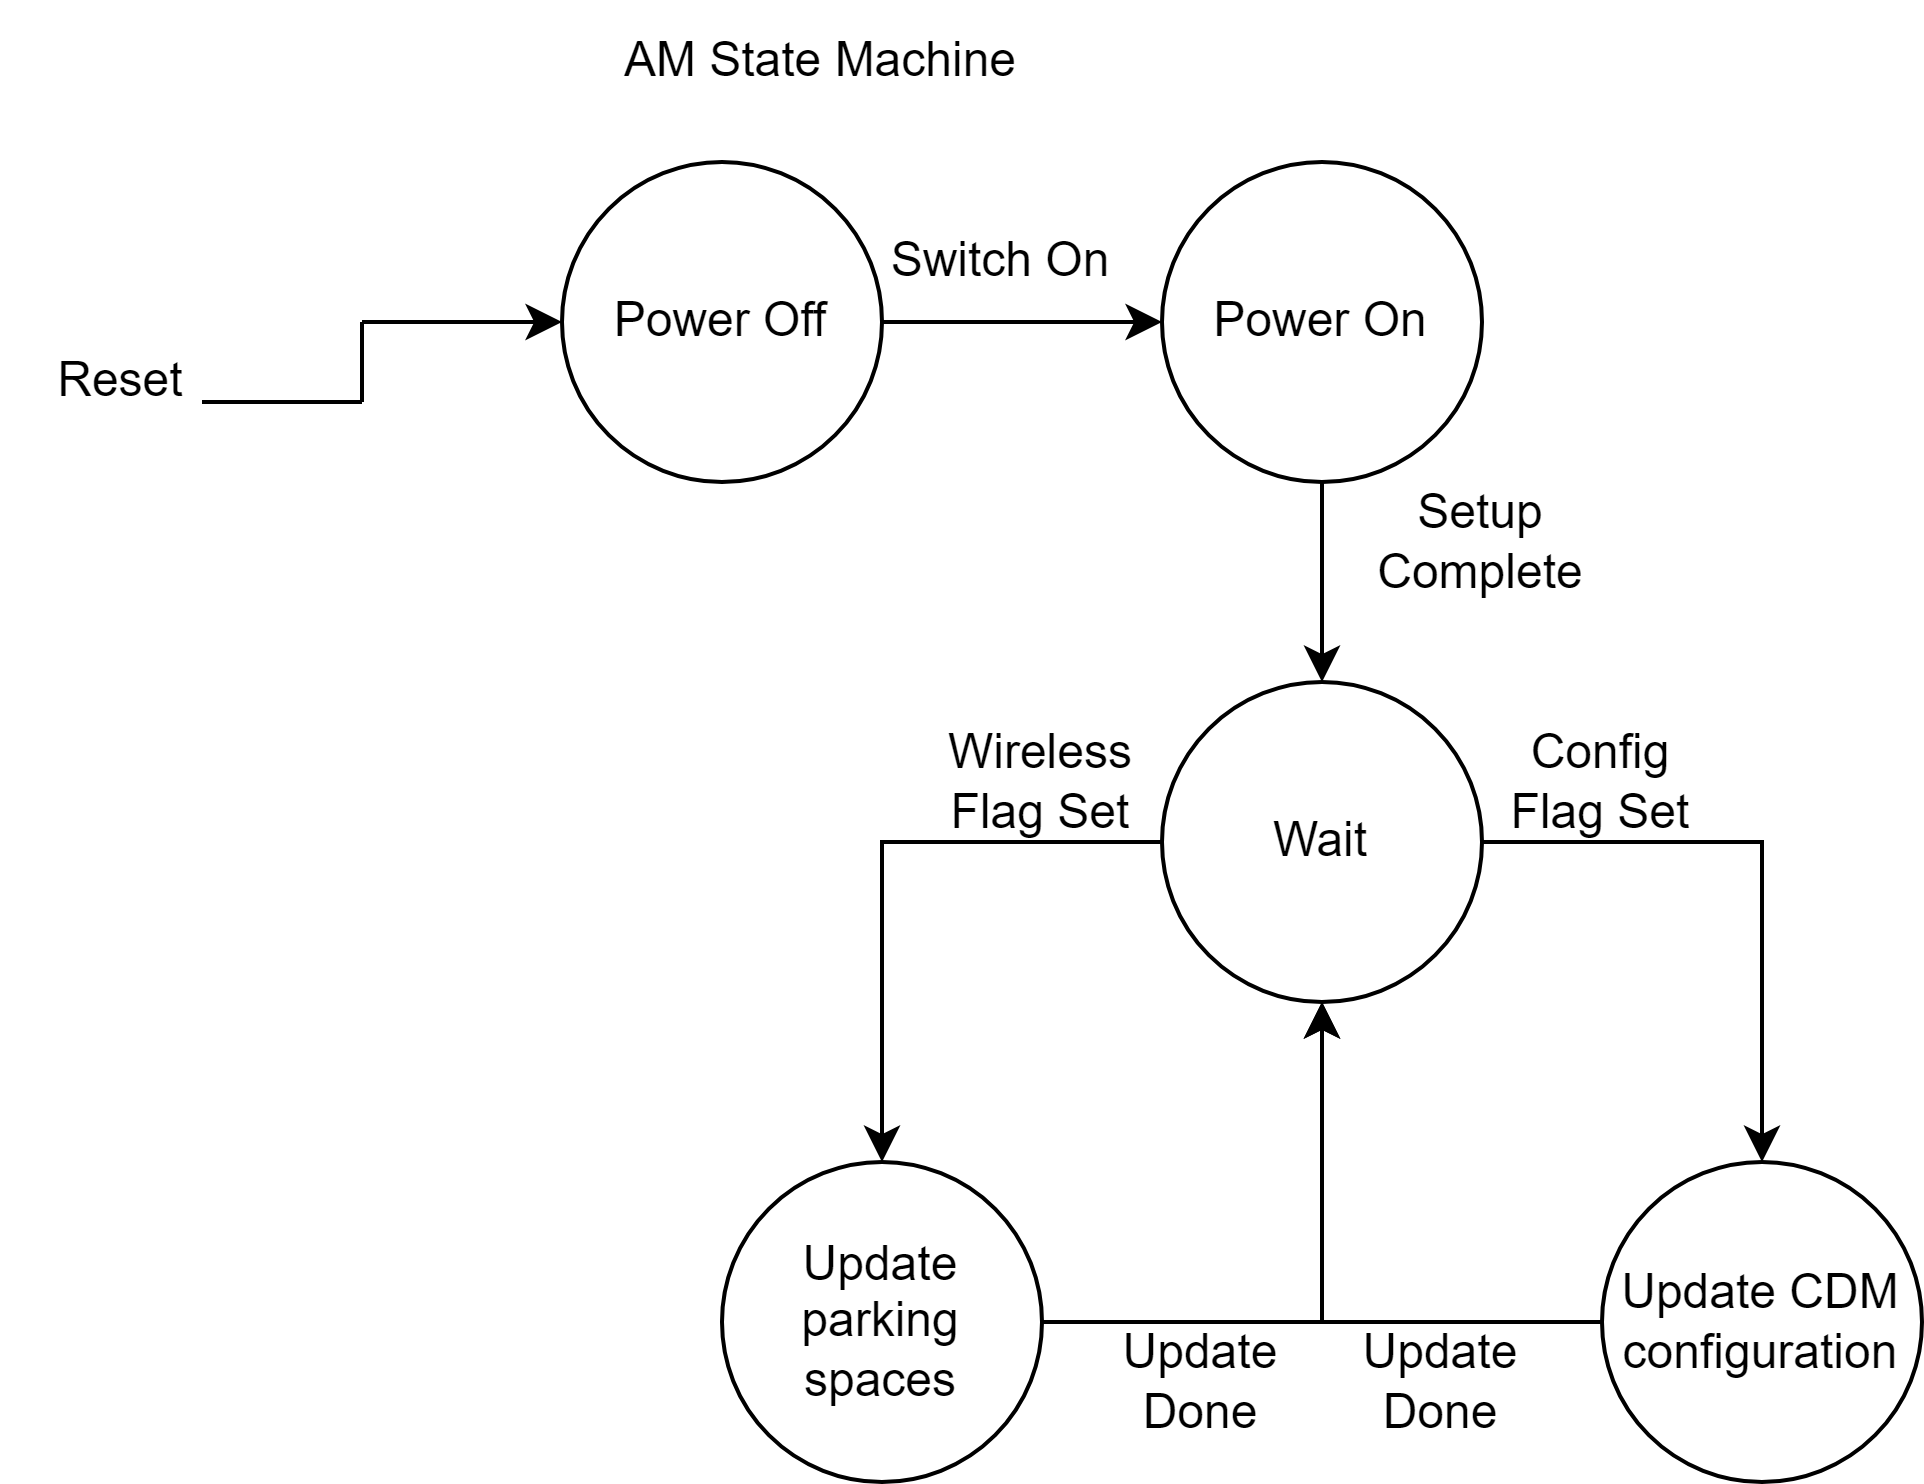 AM State Machine
Switch On
Power Off
Power On
Reset
Setup
Complete
Wireless
Flag Set
Config
Flag Set
Wait
Update
parking
spaces
Update CDM
configuration
Update
Done
Update
Done